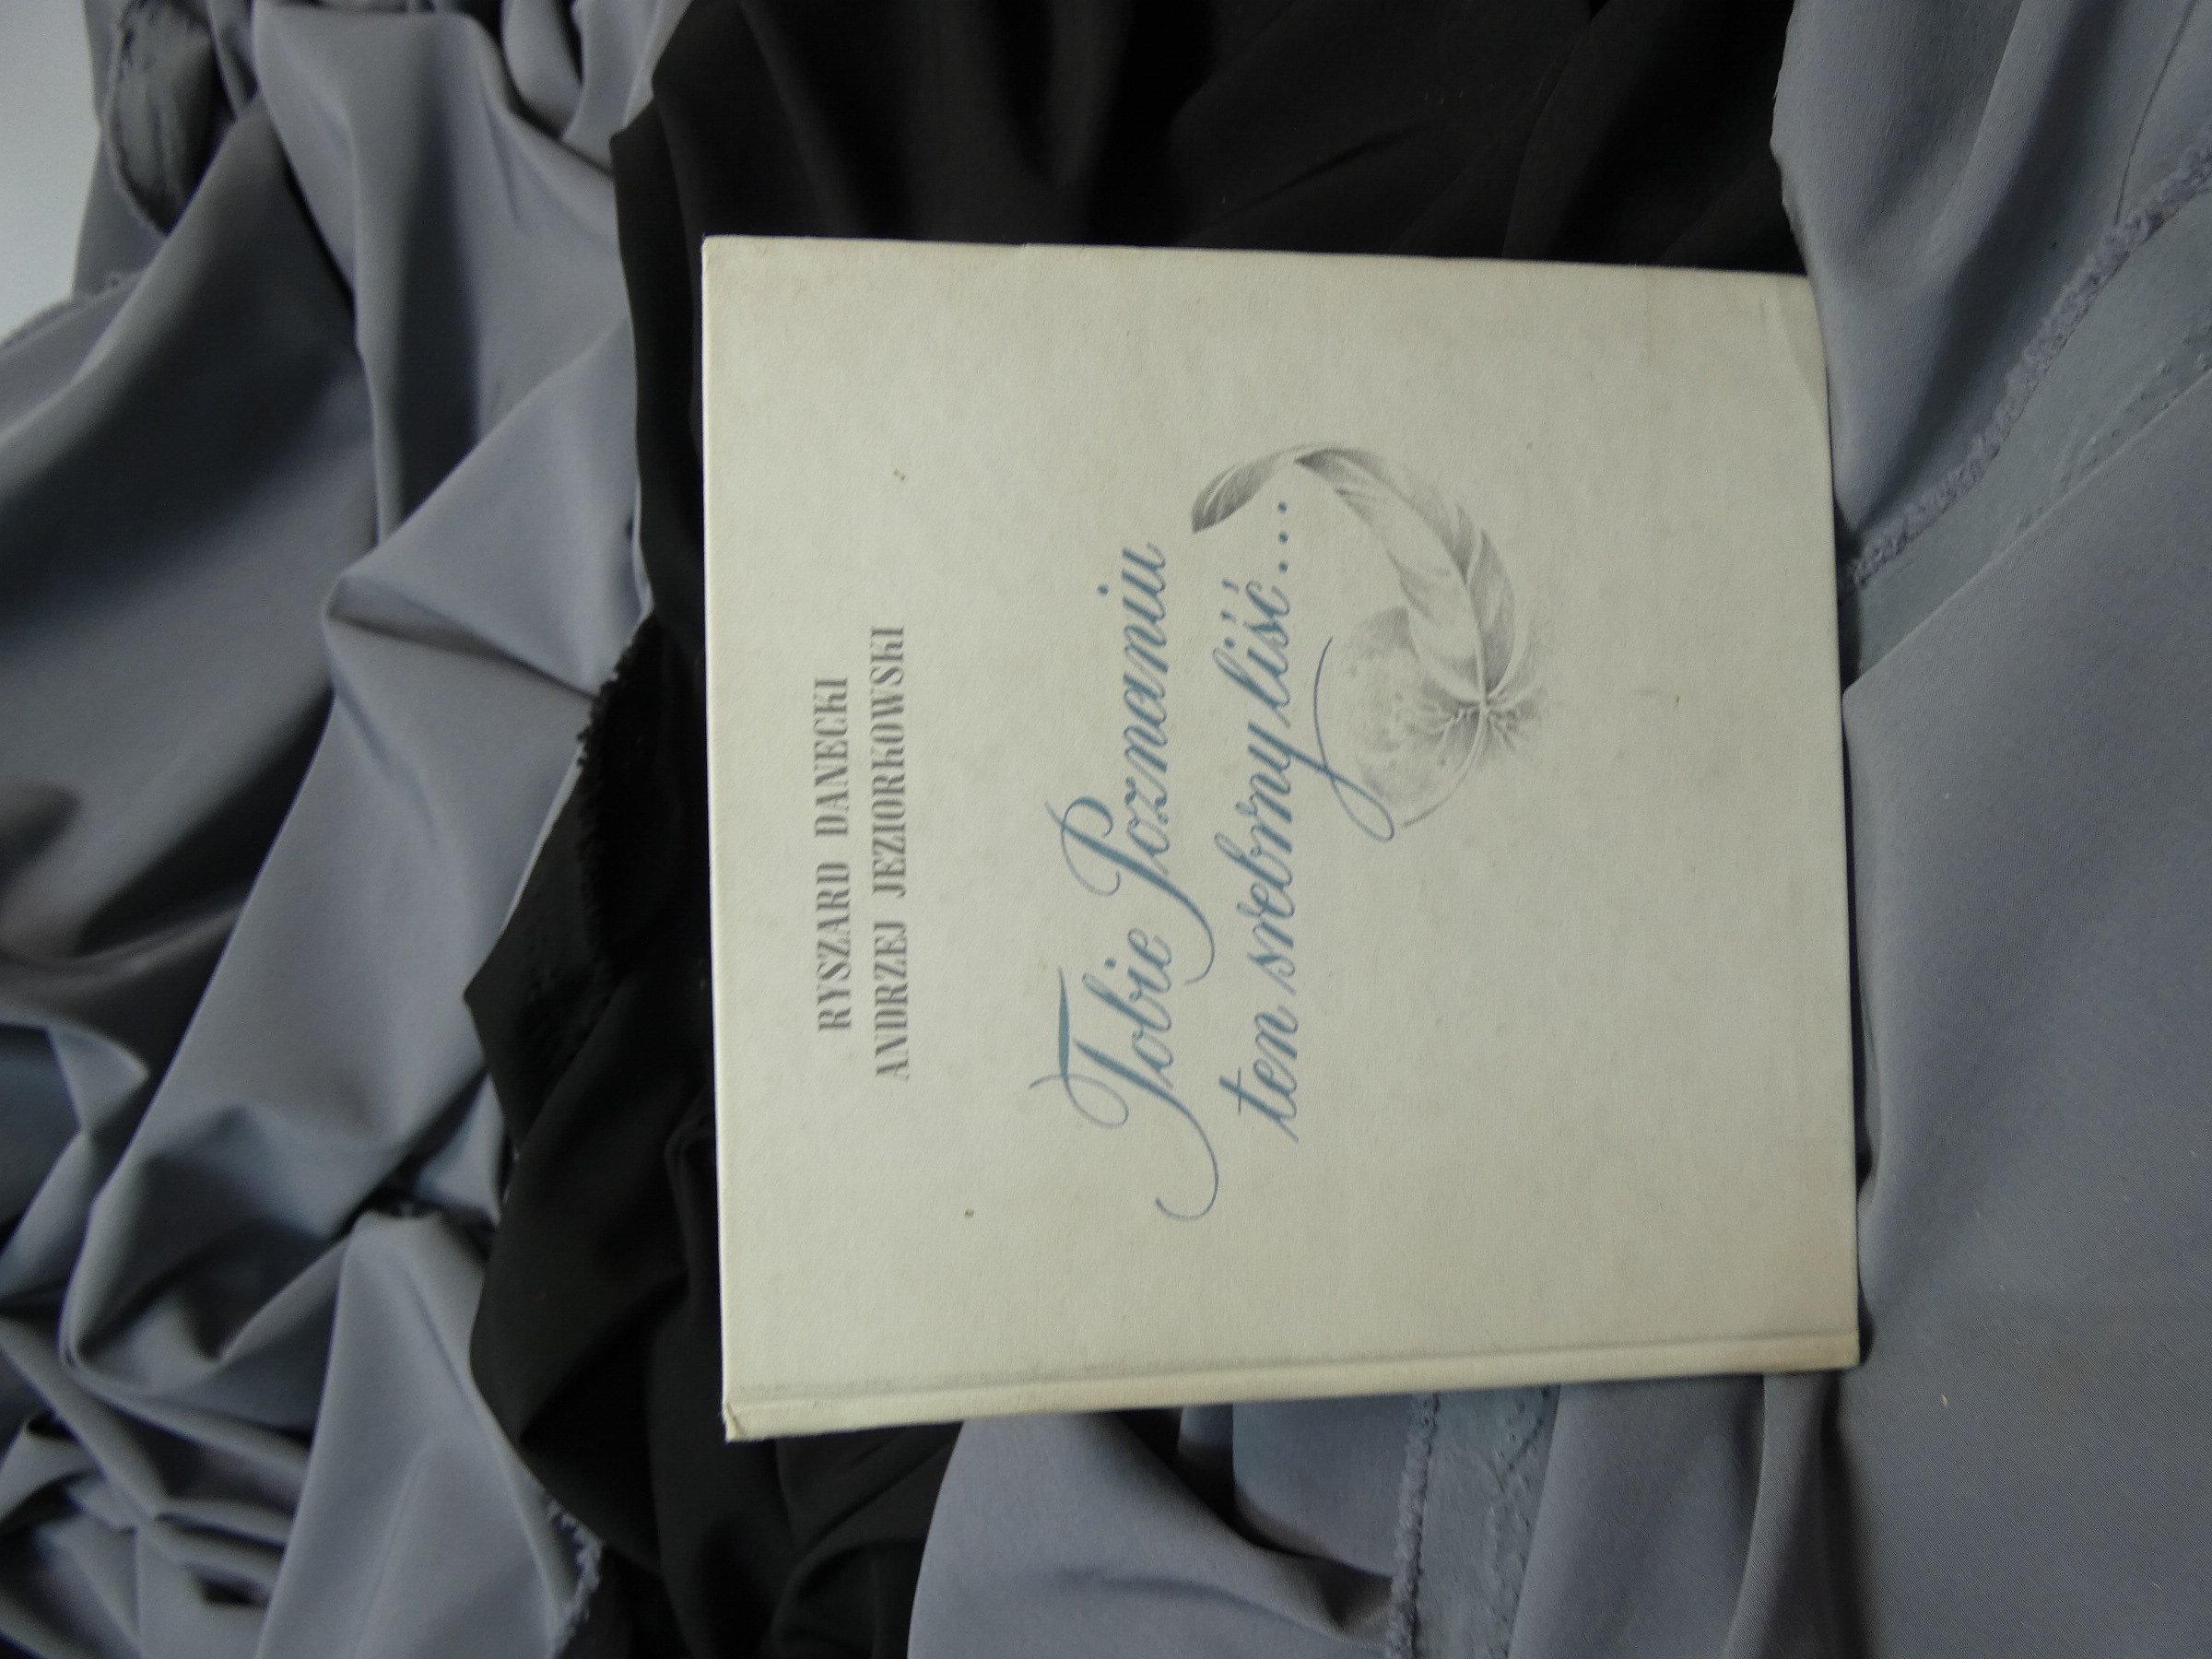 RYSZARD DANECKI
ANDRZEJ JEZIORKOWSKI
Tobie Poznaniu
ten srebrny liść...